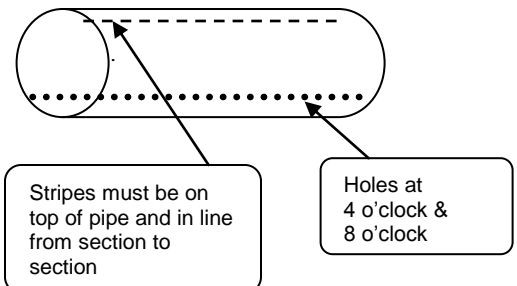 Stripes must be on
top of pipe and in line
from section to
section
Holes at
4 o'clock &
8 o'clock